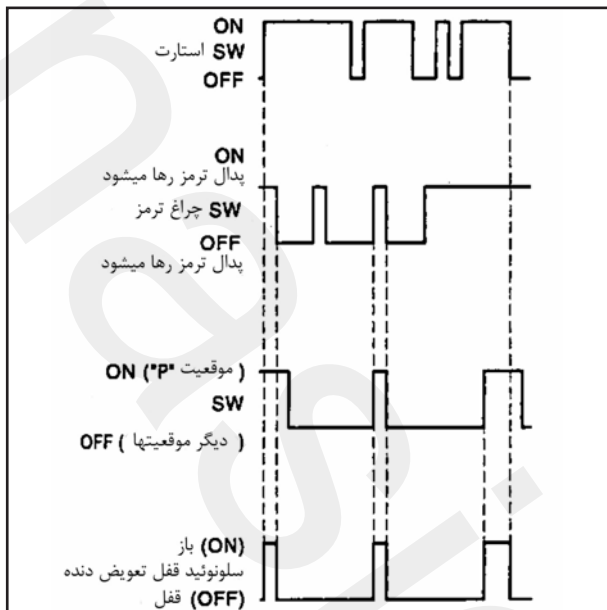 ON
استارت SW
OFF
ON
پدال ترمز رها میشود
چراغ ترمز SW
OFF
پدال ترمز رها میشود
ON ("P" موقعیت )
SW
OFF ( دیگر موقعیتها )
باز (ON)
سلونوئید قفل تعویض دنده
قفل (OFF)